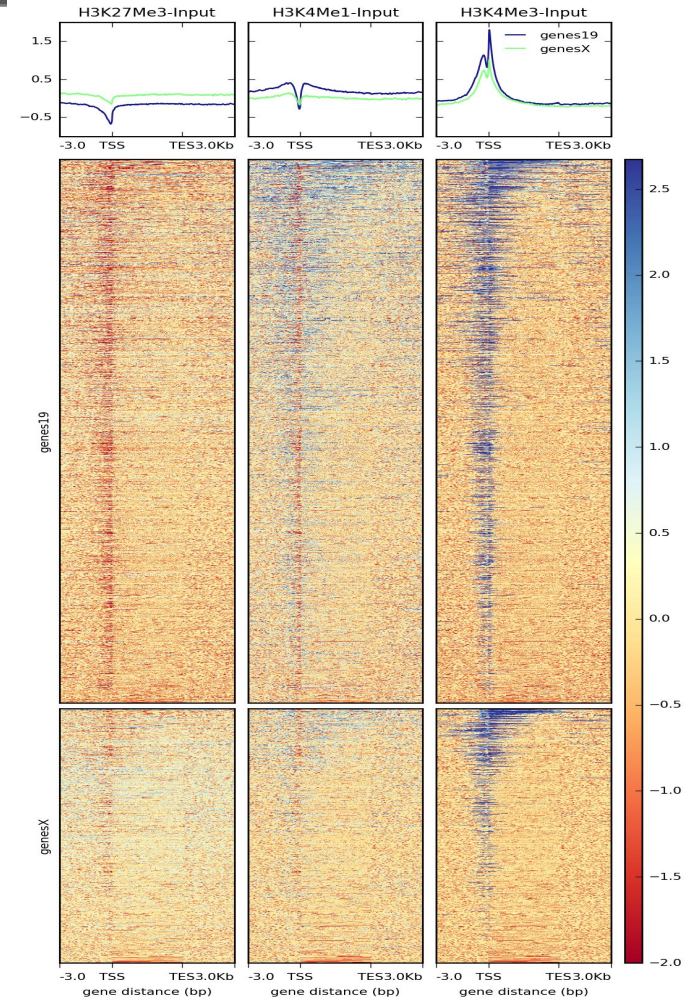 H3K27Me3-Input H3K4Me1-Input H3K4Me3-Input
1.5
0.5
−0.5
genes19
genesX
-3.0 TSS TES3.0Kb -3.0 TSS TES3.0Kb -3.0 TSS TES3.0Kb
genes19
genesX
2.5
2.0
1.5
1.0
0.5
0.0
−0.5
−1.0
−1.5
−2.0
-3.0 TSS TES3.0Kb -3.0 TSS TES3.0Kb -3.0 TSS TES3.0Kb
gene distance (bp) gene distance (bp) gene distance (bp)